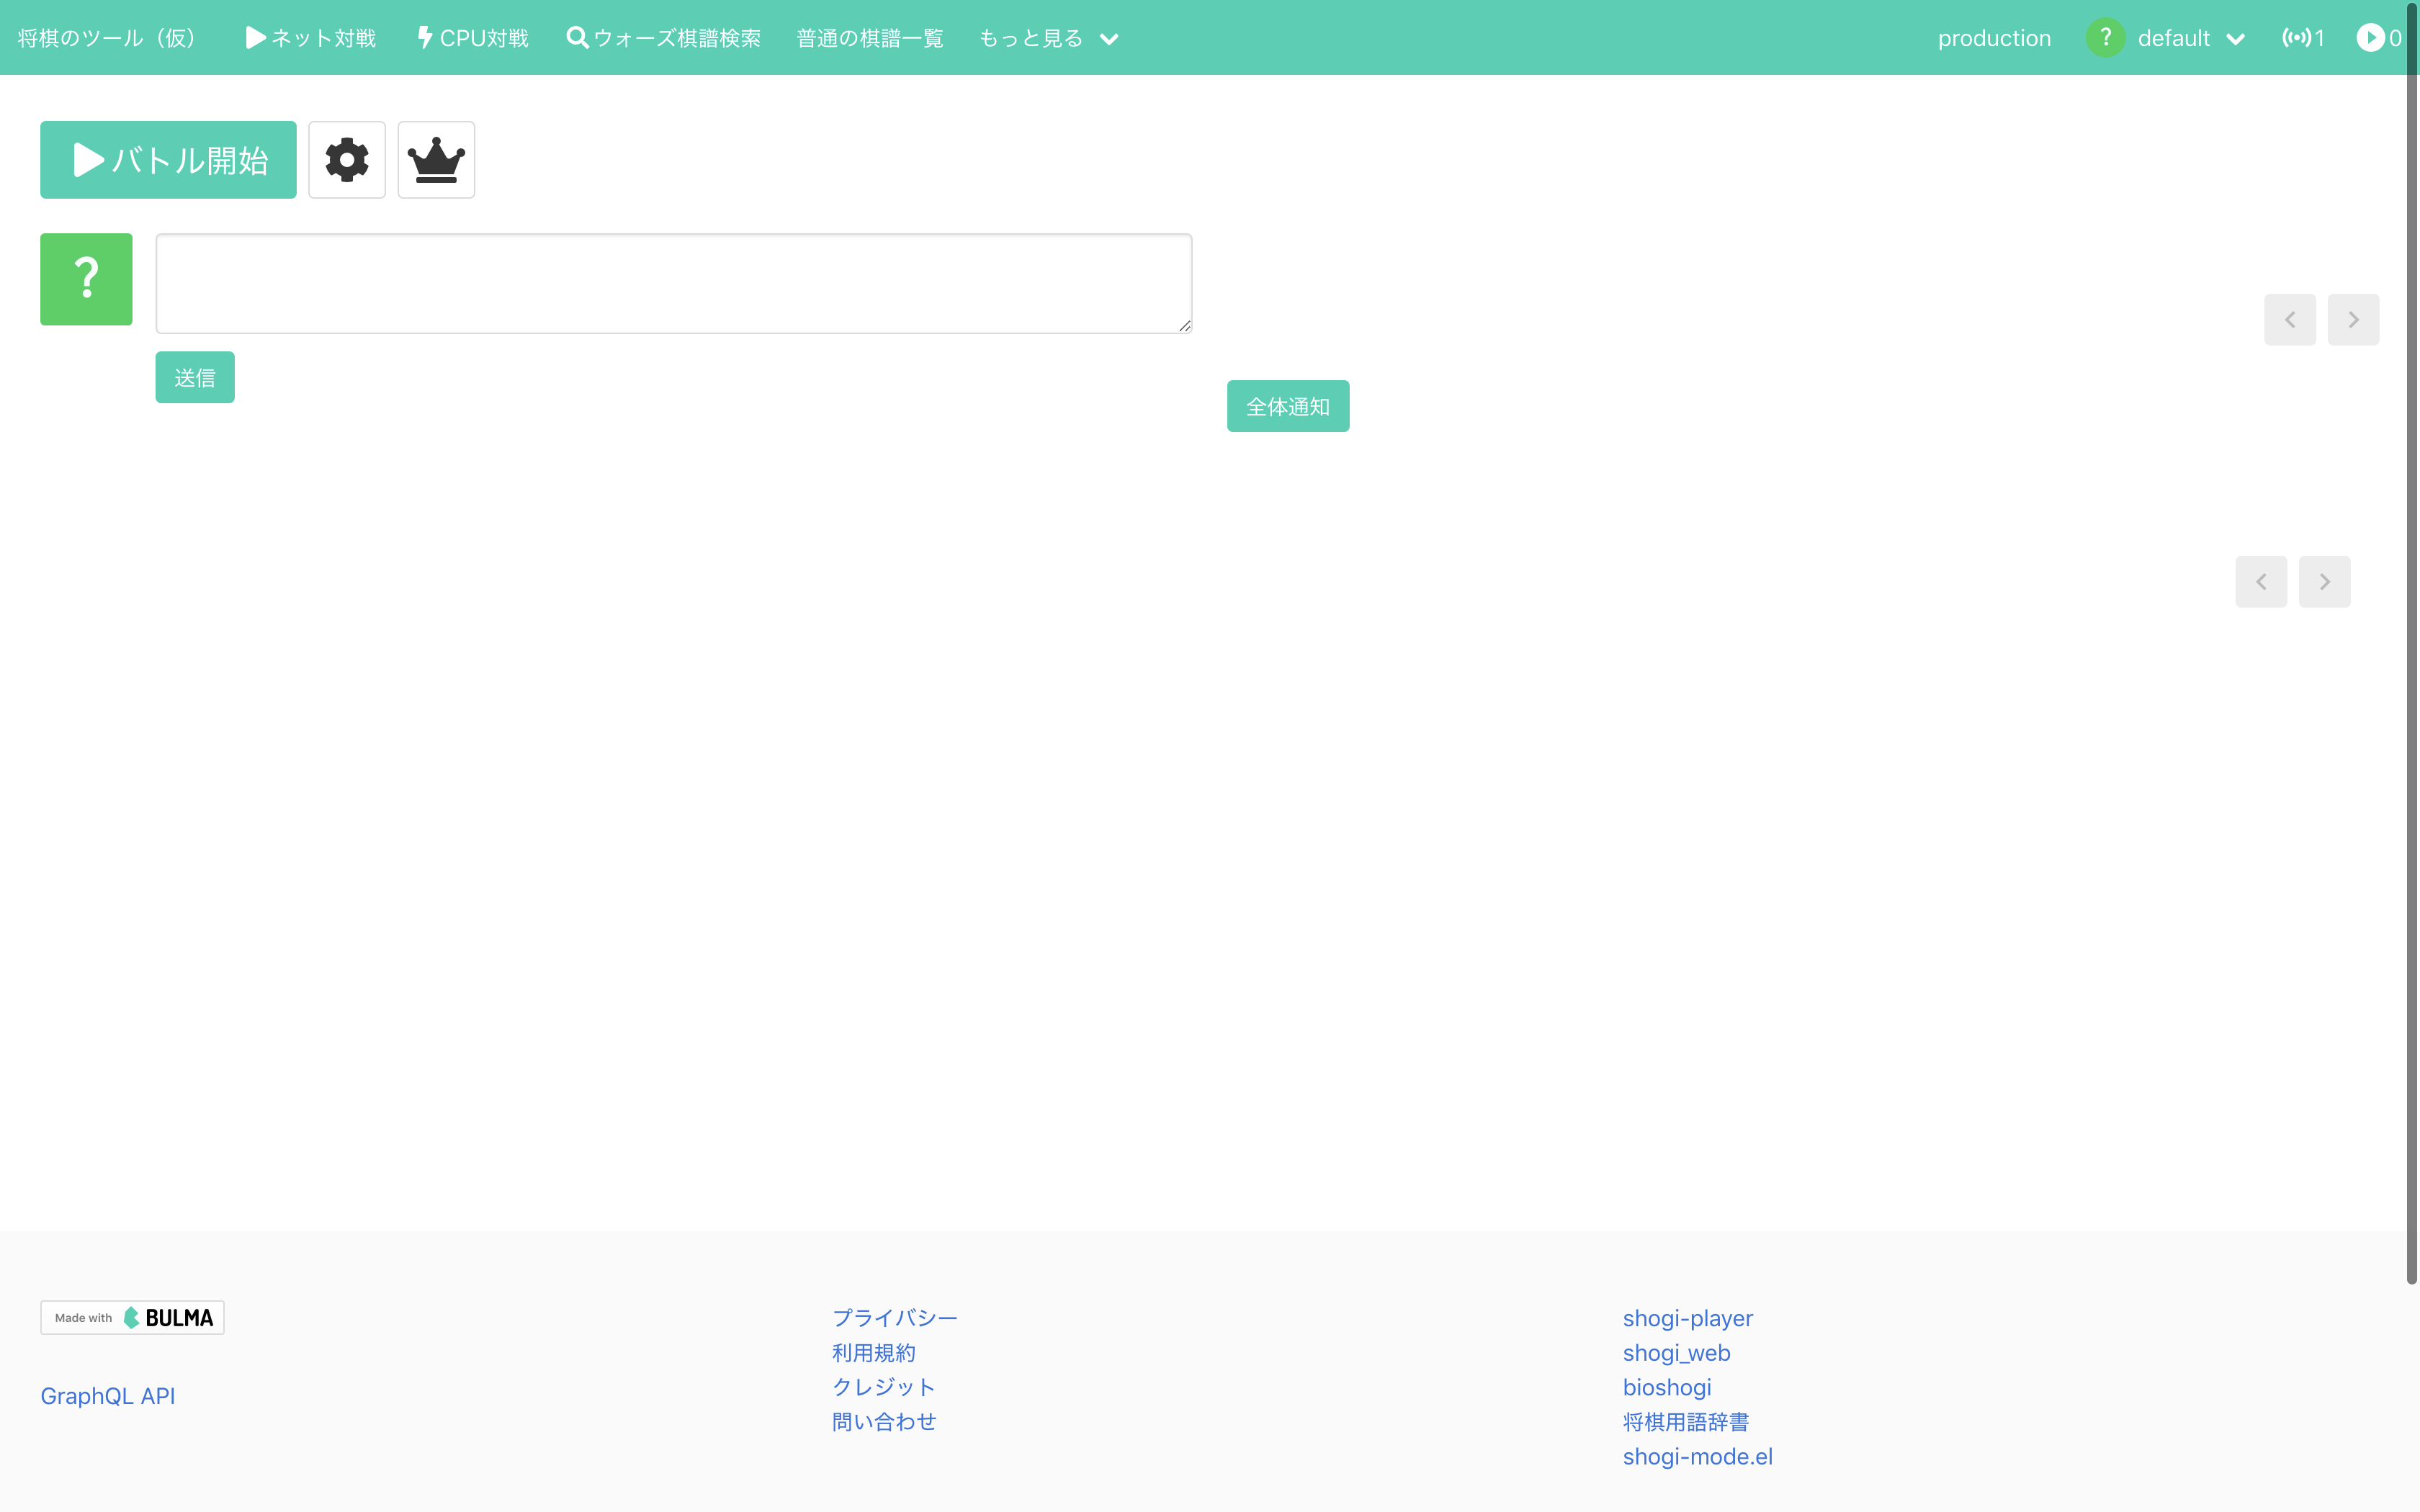 将棋のツール（仮） ネット対戦 CPU対戦 ウォーズ棋譜検索 普通の棋譜一覧 もっと見る production ? default 1 0
バトル開始
?
送信
全体通知
Made with BULMA
GraphQL API
プライバシー
利用規約
クレジット
問い合わせ
shogi-player
shogi_web
bioshogi
将棋用語辞書
shogi-mode.el